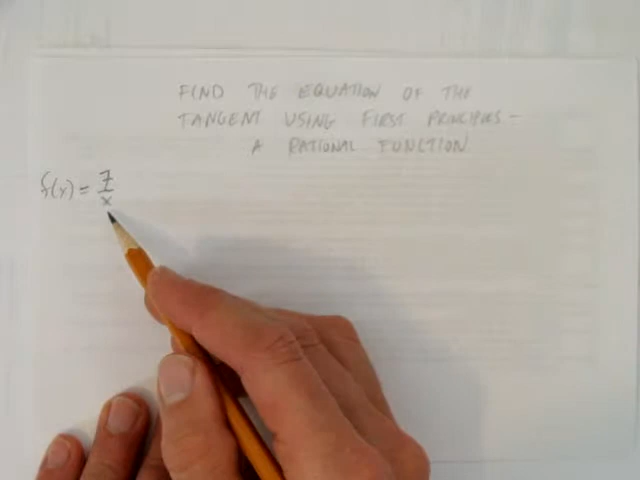 FIND THE EQUATION OF THE
TANGENT USING FIRST PRINCIPLES -
A RATIONAL FUNCTION
f(x) = 7/x